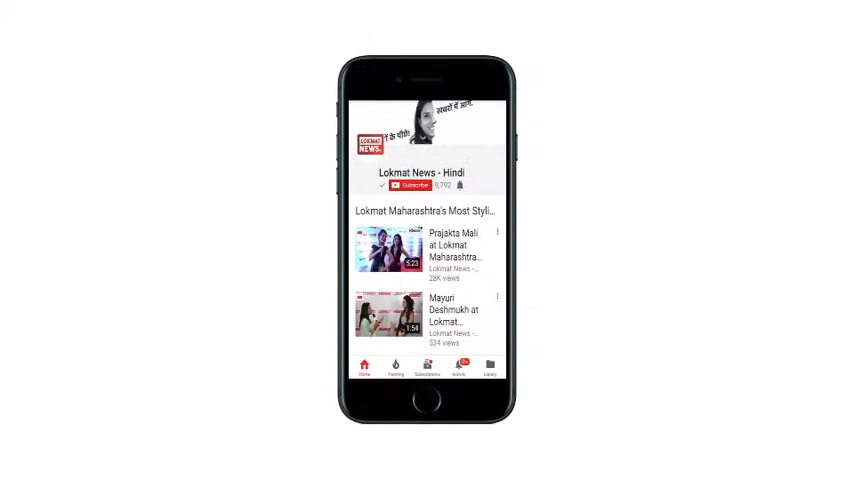 खबरों में आगे,
के पीछे!
LOKMAT
NEWS
Lokmat News - Hindi
Subscribe 9,792
Lokmat Maharashtra's Most Styli...
Prajakta Mali
at Lokmat
Maharashtra...
Lokmat News -...
28K views
5:23
Mayuri
Deshmukh at
Lokmat...
Lokmat News -...
534 views
1:54
Home Trending Subscriptions Activity Library
9+